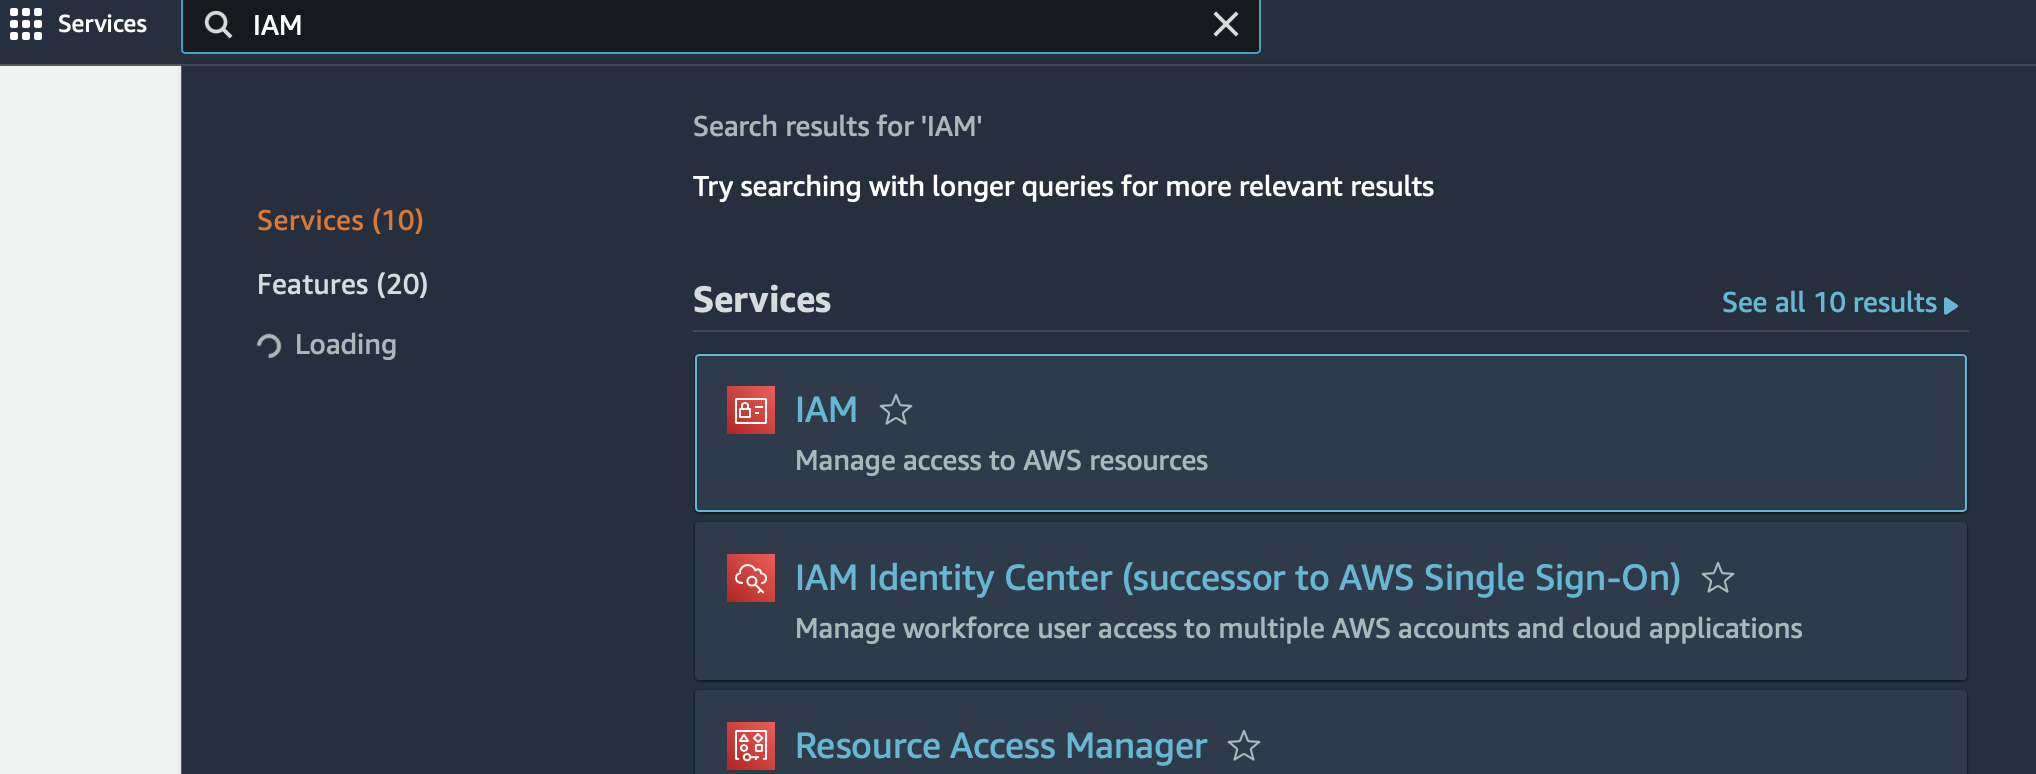 Services
IAM
Search results for 'IAM'
Try searching with longer queries for more relevant results
Services (10)
Features (20)
Loading
Services
See all 10 results
IAM
Manage access to AWS resources
IAM Identity Center (successor to AWS Single Sign-On)
Manage workforce user access to multiple AWS accounts and cloud applications
Resource Access Manager